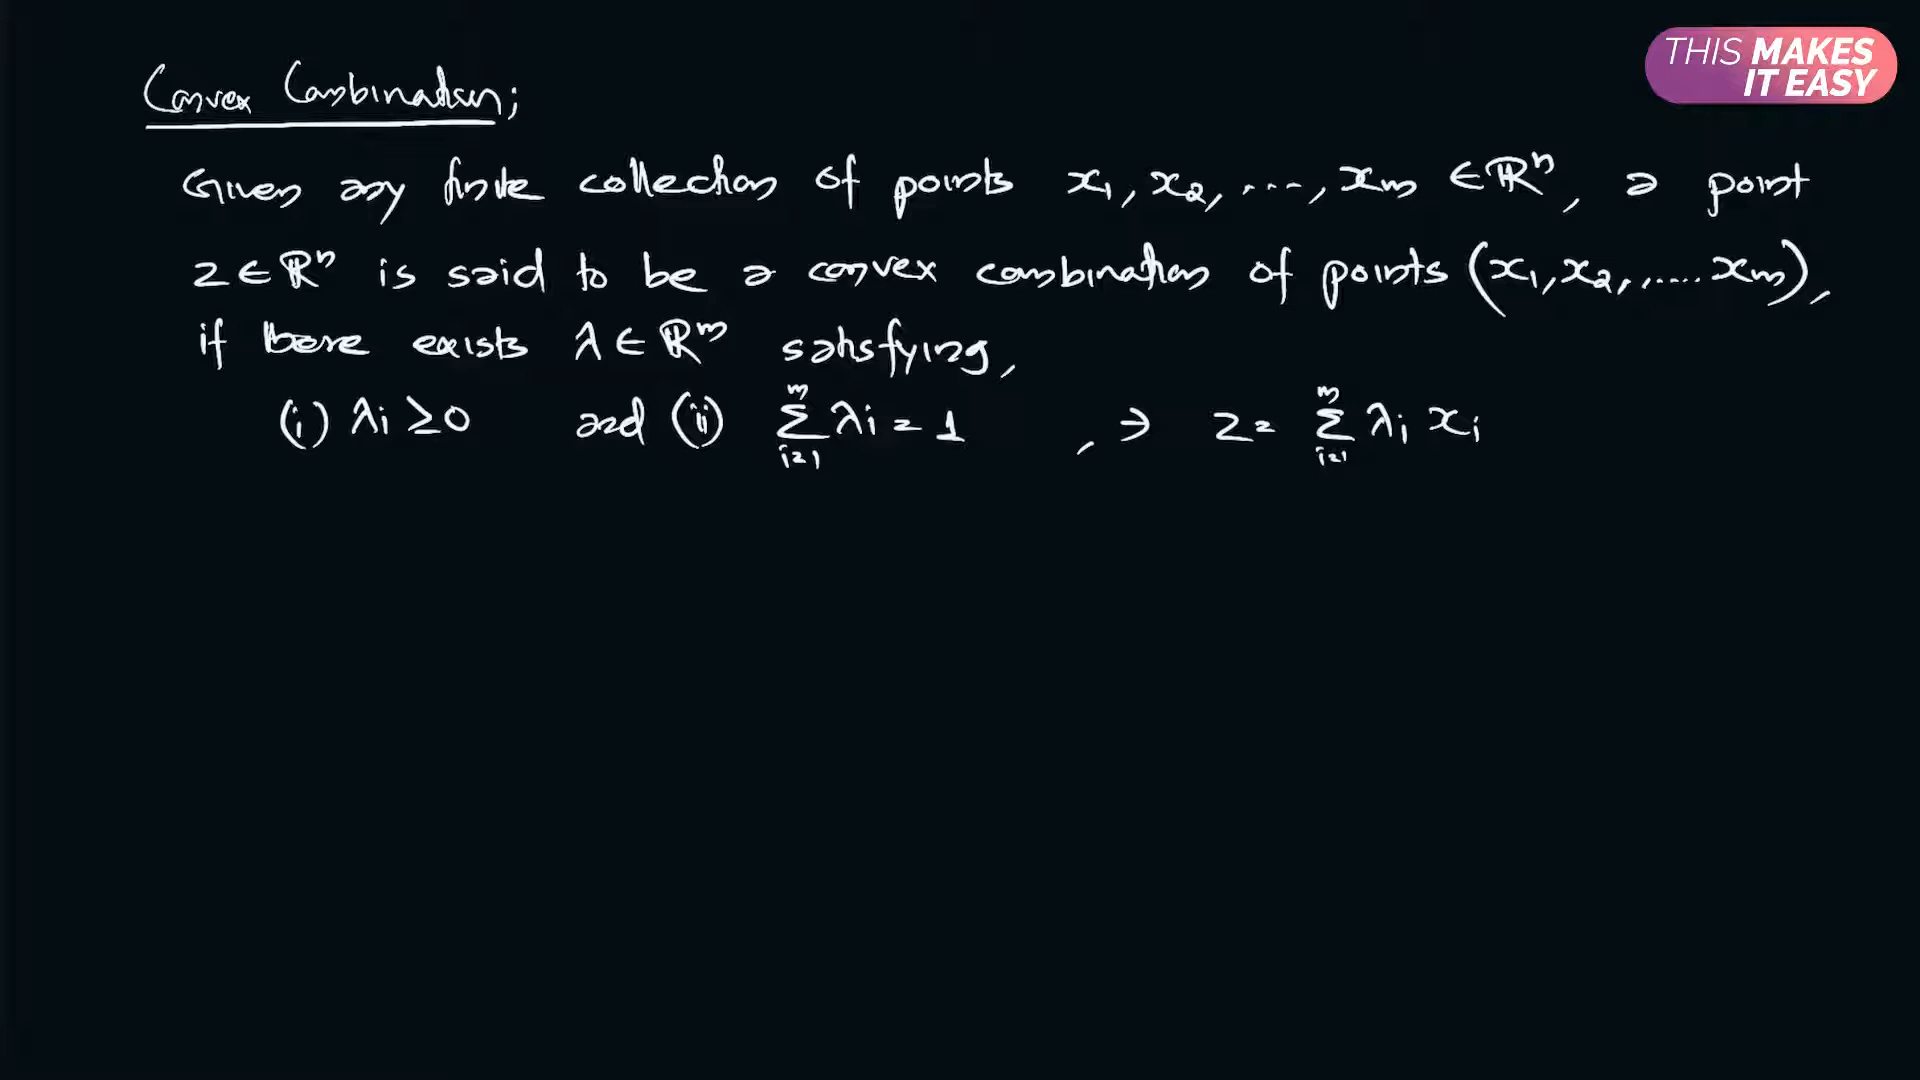 THIS MAKES
IT EASY
Convex Combination;
Given any finite collection of points x₁, x₂, ..., xₘ ∈ ℝⁿ, a point
z ∈ ℝⁿ is said to be a convex combination of points (x₁, x₂, ..... xₘ),
if there exists λ ∈ ℝᵐ satisfying,
(i) λi ≥ 0 and (ii) ∑_{i=1}^{m} λi = 1 , → z = ∑_{i=1}^{m} λi xi